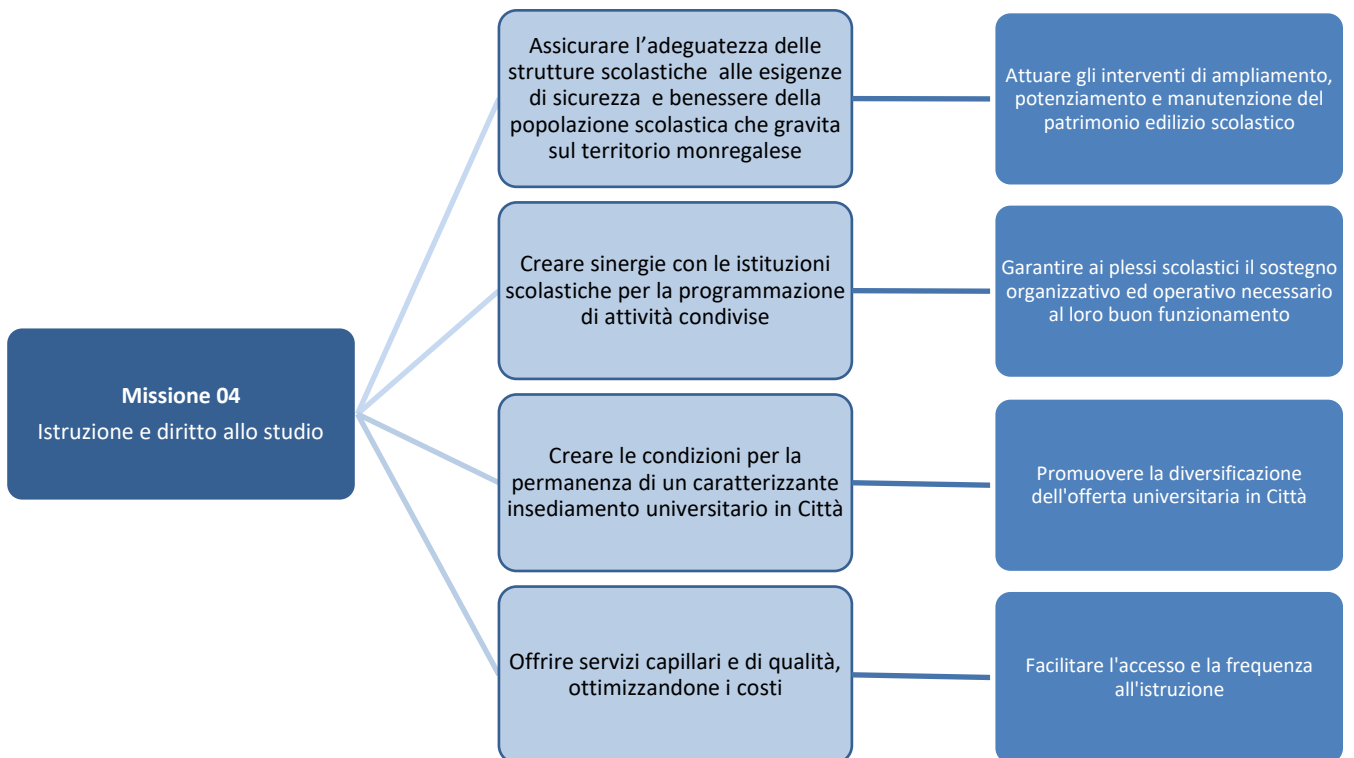 Missione 04
Istruzione e diritto allo studio
Assicurare l’adeguatezza delle
strutture scolastiche alle esigenze
di sicurezza e benessere della
popolazione scolastica che gravita
sul territorio monregalese
Attuare gli interventi di ampliamento,
potenziamento e manutenzione del
patrimonio edilizio scolastico
Creare sinergie con le istituzioni
scolastiche per la programmazione
di attività condivise
Garantire ai plessi scolastici il sostegno
organizzativo ed operativo necessario
al loro buon funzionamento
Creare le condizioni per la
permanenza di un caratterizzante
insediamento universitario in Città
Promuovere la diversificazione
dell'offerta universitaria in Città
Offrire servizi capillari e di qualità,
ottimizzandone i costi
Facilitare l'accesso e la frequenza
all'istruzione